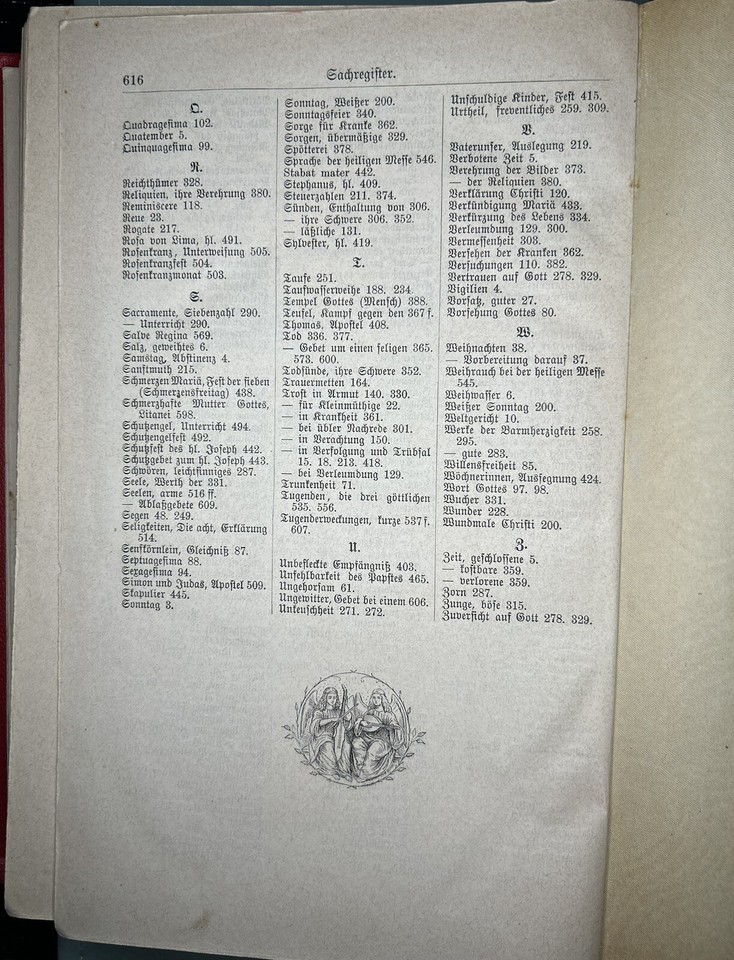 616
Sachregister.
Q.
Quadragesima 102.
Quatember 5.
Quinquagesima 99.
R.
Reichthümer 328.
Reliquien, ihre Verehrung 380.
Reminiscere 118.
Reue 23.
Rogate 217.
Rosa von Lima, hl. 491.
Rosenkranz, Unterweisung 505.
Rosenkranzfest 504.
Rosenkranzmonat 503.
S.
Sacramente, Siebenzahl 290.
— Unterricht 290.
Salve Regina 569.
Salz, geweihtes 6.
Samstag, Abstinenz 4.
Sanftmuth 215.
Schmerzen Mariä, Fest der sieben
(Schmerzensfreitag) 438.
Schmerzhafte Mutter Gottes,
Litanei 598.
Schutzengel, Unterricht 494.
Schutzengelfest 492.
Schutzfest des hl. Joseph 442.
Schutzgebet zum hl. Joseph 443.
Schwören, leichtsinniges 287.
Seele, Werth der 331.
Seelen, arme 516 ff.
— Ablaßgebete 609.
Segen 48. 249.
Seligkeiten, Die acht, Erklärung
514.
Senfkörnlein, Gleichniß 87.
Septuagesima 88.
Sexagesima 94.
Simon und Judas, Apostel 509.
Skapulier 445.
Sonntag 3.
Sonntag, Weißer 200.
Sonntagsfeier 340.
Sorge für Kranke 362.
Sorgen, übermäßige 329.
Spötterei 378.
Sprache der heiligen Messe 546.
Stabat mater 442.
Stephanus, hl. 409.
Steuerzahlen 211. 374.
Sünden, Enthaltung von 306.
— ihre Schwere 306. 352.
— läßliche 131.
Sylvester, hl. 419.
T.
Taufe 251.
Taufwasserweihe 188. 234.
Tempel Gottes (Mensch) 388.
Teufel, Kampf gegen den 367 f.
Thomas, Apostel 408.
Tod 336. 377.
— Gebet um einen seligen 365.
573. 600.
Todsünde, ihre Schwere 352.
Trauermetten 164.
Trost in Armut 140. 330.
— für Kleinmüthige 22.
— in Krankheit 361.
— bei übler Nachrede 301.
— in Verachtung 150.
— in Verfolgung und Trübsal
15. 18. 213. 418.
— bei Verleumdung 129.
Trunkenheit 71.
Tugenden, die drei göttlichen
535. 556.
Tugenderweckungen, kurze 537 f.
607.
U.
Unbefleckte Empfängniß 403.
Unfehlbarkeit des Papstes 465.
Ungehorsam 61.
Ungewitter, Gebet bei einem 606.
Unkeuschheit 271. 272.
Unschuldige Kinder, Fest 415.
Urtheil, freventliches 259. 309.
V.
Vaterunser, Auslegung 219.
Verbotene Zeit 5.
Verehrung der Bilder 373.
— der Reliquien 380.
Verklärung Christi 120.
Verkündigung Mariä 433.
Verkürzung des Lebens 334.
Verleumdung 129. 300.
Vermessenheit 303.
Versehen der Kranken 362.
Versuchungen 110. 382.
Vertrauen auf Gott 278. 329.
Vigilien 4.
Vorsatz, guter 27.
Vorsehung Gottes 80.
W.
Weihnachten 38.
— Vorbereitung darauf 37.
Weihrauch bei der heiligen Messe
545.
Weihwasser 6.
Weißer Sonntag 200.
Weltgericht 10.
Werke der Barmherzigkeit 258.
295.
— gute 283.
Willensfreiheit 85.
Wöchnerinnen, Aussegnung 424.
Wort Gottes 97. 98.
Wucher 331.
Wunder 228.
Wundmale Christi 200.
Z.
Zeit, geschlossene 5.
— kostbare 359.
— verlorene 359.
Zorn 287.
Zunge, böse 315.
Zuversicht auf Gott 278. 329.